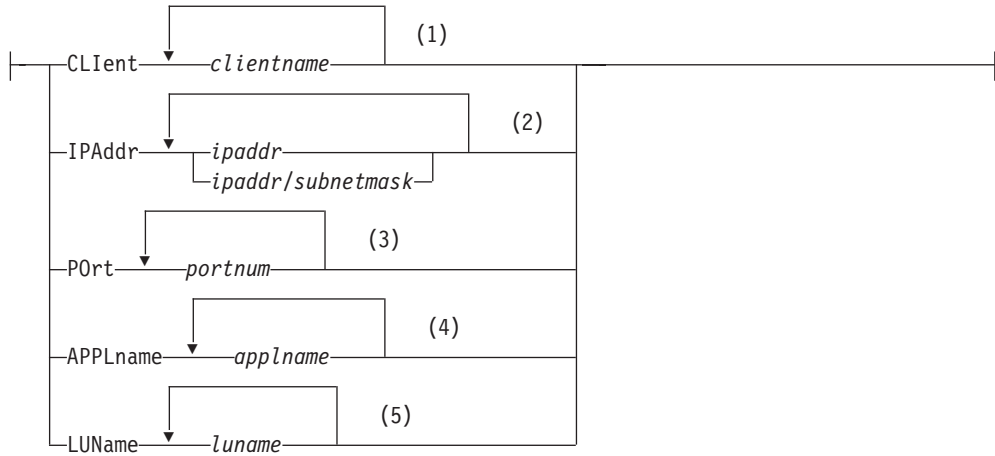 (1)
CLIent clientname
(2)
IPAddr ipaddr
ipaddr/subnetmask
(3)
POrt portnum
(4)
APPLname applname
(5)
LUName luname